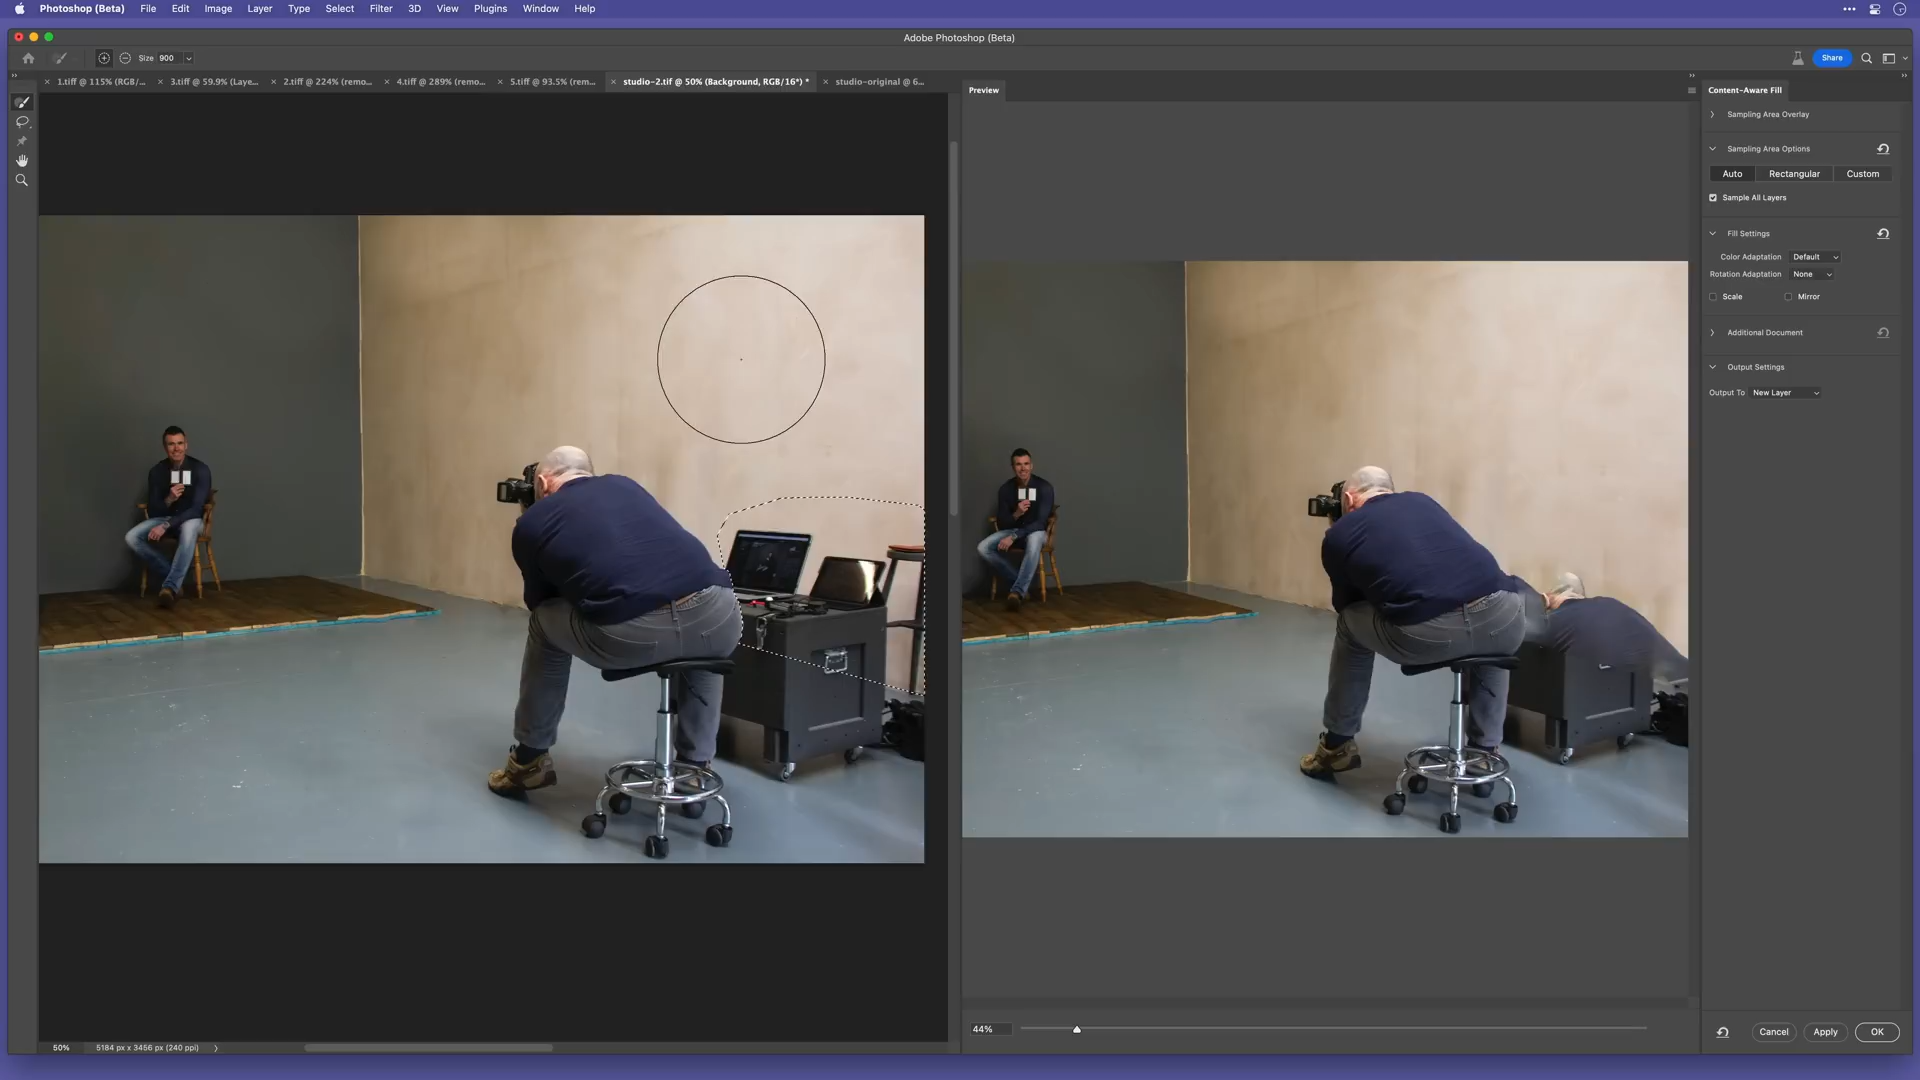 Photoshop (Beta) File Edit Image Layer Type Select Filter 3D View Plugins Window Help
Adobe Photoshop (Beta)
Size 900 Share
1.tiff @ 115% (RGB/... 3.tiff @ 59.9% (Laye... 2.tiff @ 224% (remo... 4.tiff @ 289% (remo... 5.tiff @ 93.5% (rem... studio-2.tif @ 50% (Background, RGB/16*) * studio-original @ 6...
Preview
Content-Aware Fill
Sampling Area Overlay
Sampling Area Options
Auto Rectangular Custom
Sample All Layers
Fill Settings
Color Adaptation Default
Rotation Adaptation None
Scale Mirror
Additional Document
Output Settings
Output To New Layer
44%
Cancel Apply OK
50% 5184 px x 3456 px (240 ppi)